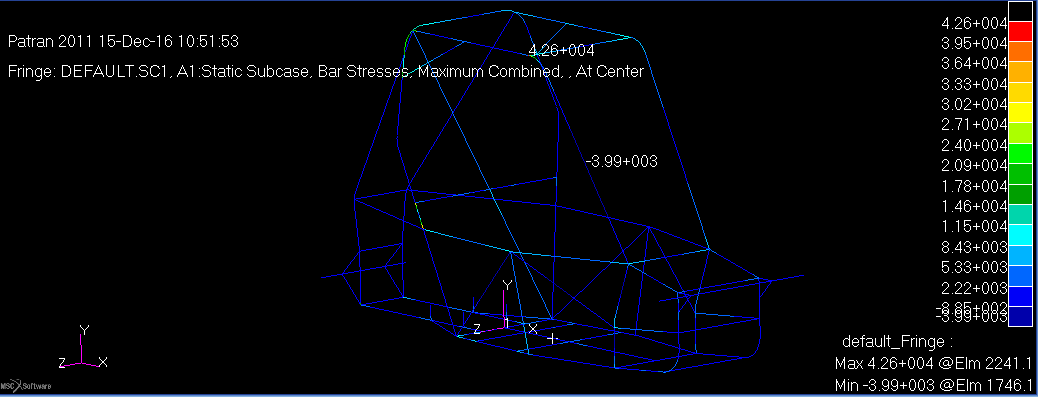 Patran 2011 15-Dec-16 10:51:53
Fringe: DEFAULT.SC1, A1:Static Subcase, Bar Stresses, Maximum Combined, , At Center
4.26+004
-3.99+003
4.26+004
3.95+004
3.64+004
3.33+004
3.02+004
2.71+004
2.40+004
2.09+004
1.78+004
1.46+004
1.15+004
8.43+003
5.33+003
2.22+003
-3.99+003
default_Fringe :
Max 4.26+004 @Elm 2241.1
Min -3.99+003 @Elm 1746.1
Y
Z
X
Y
Z
1
X
MSC Software